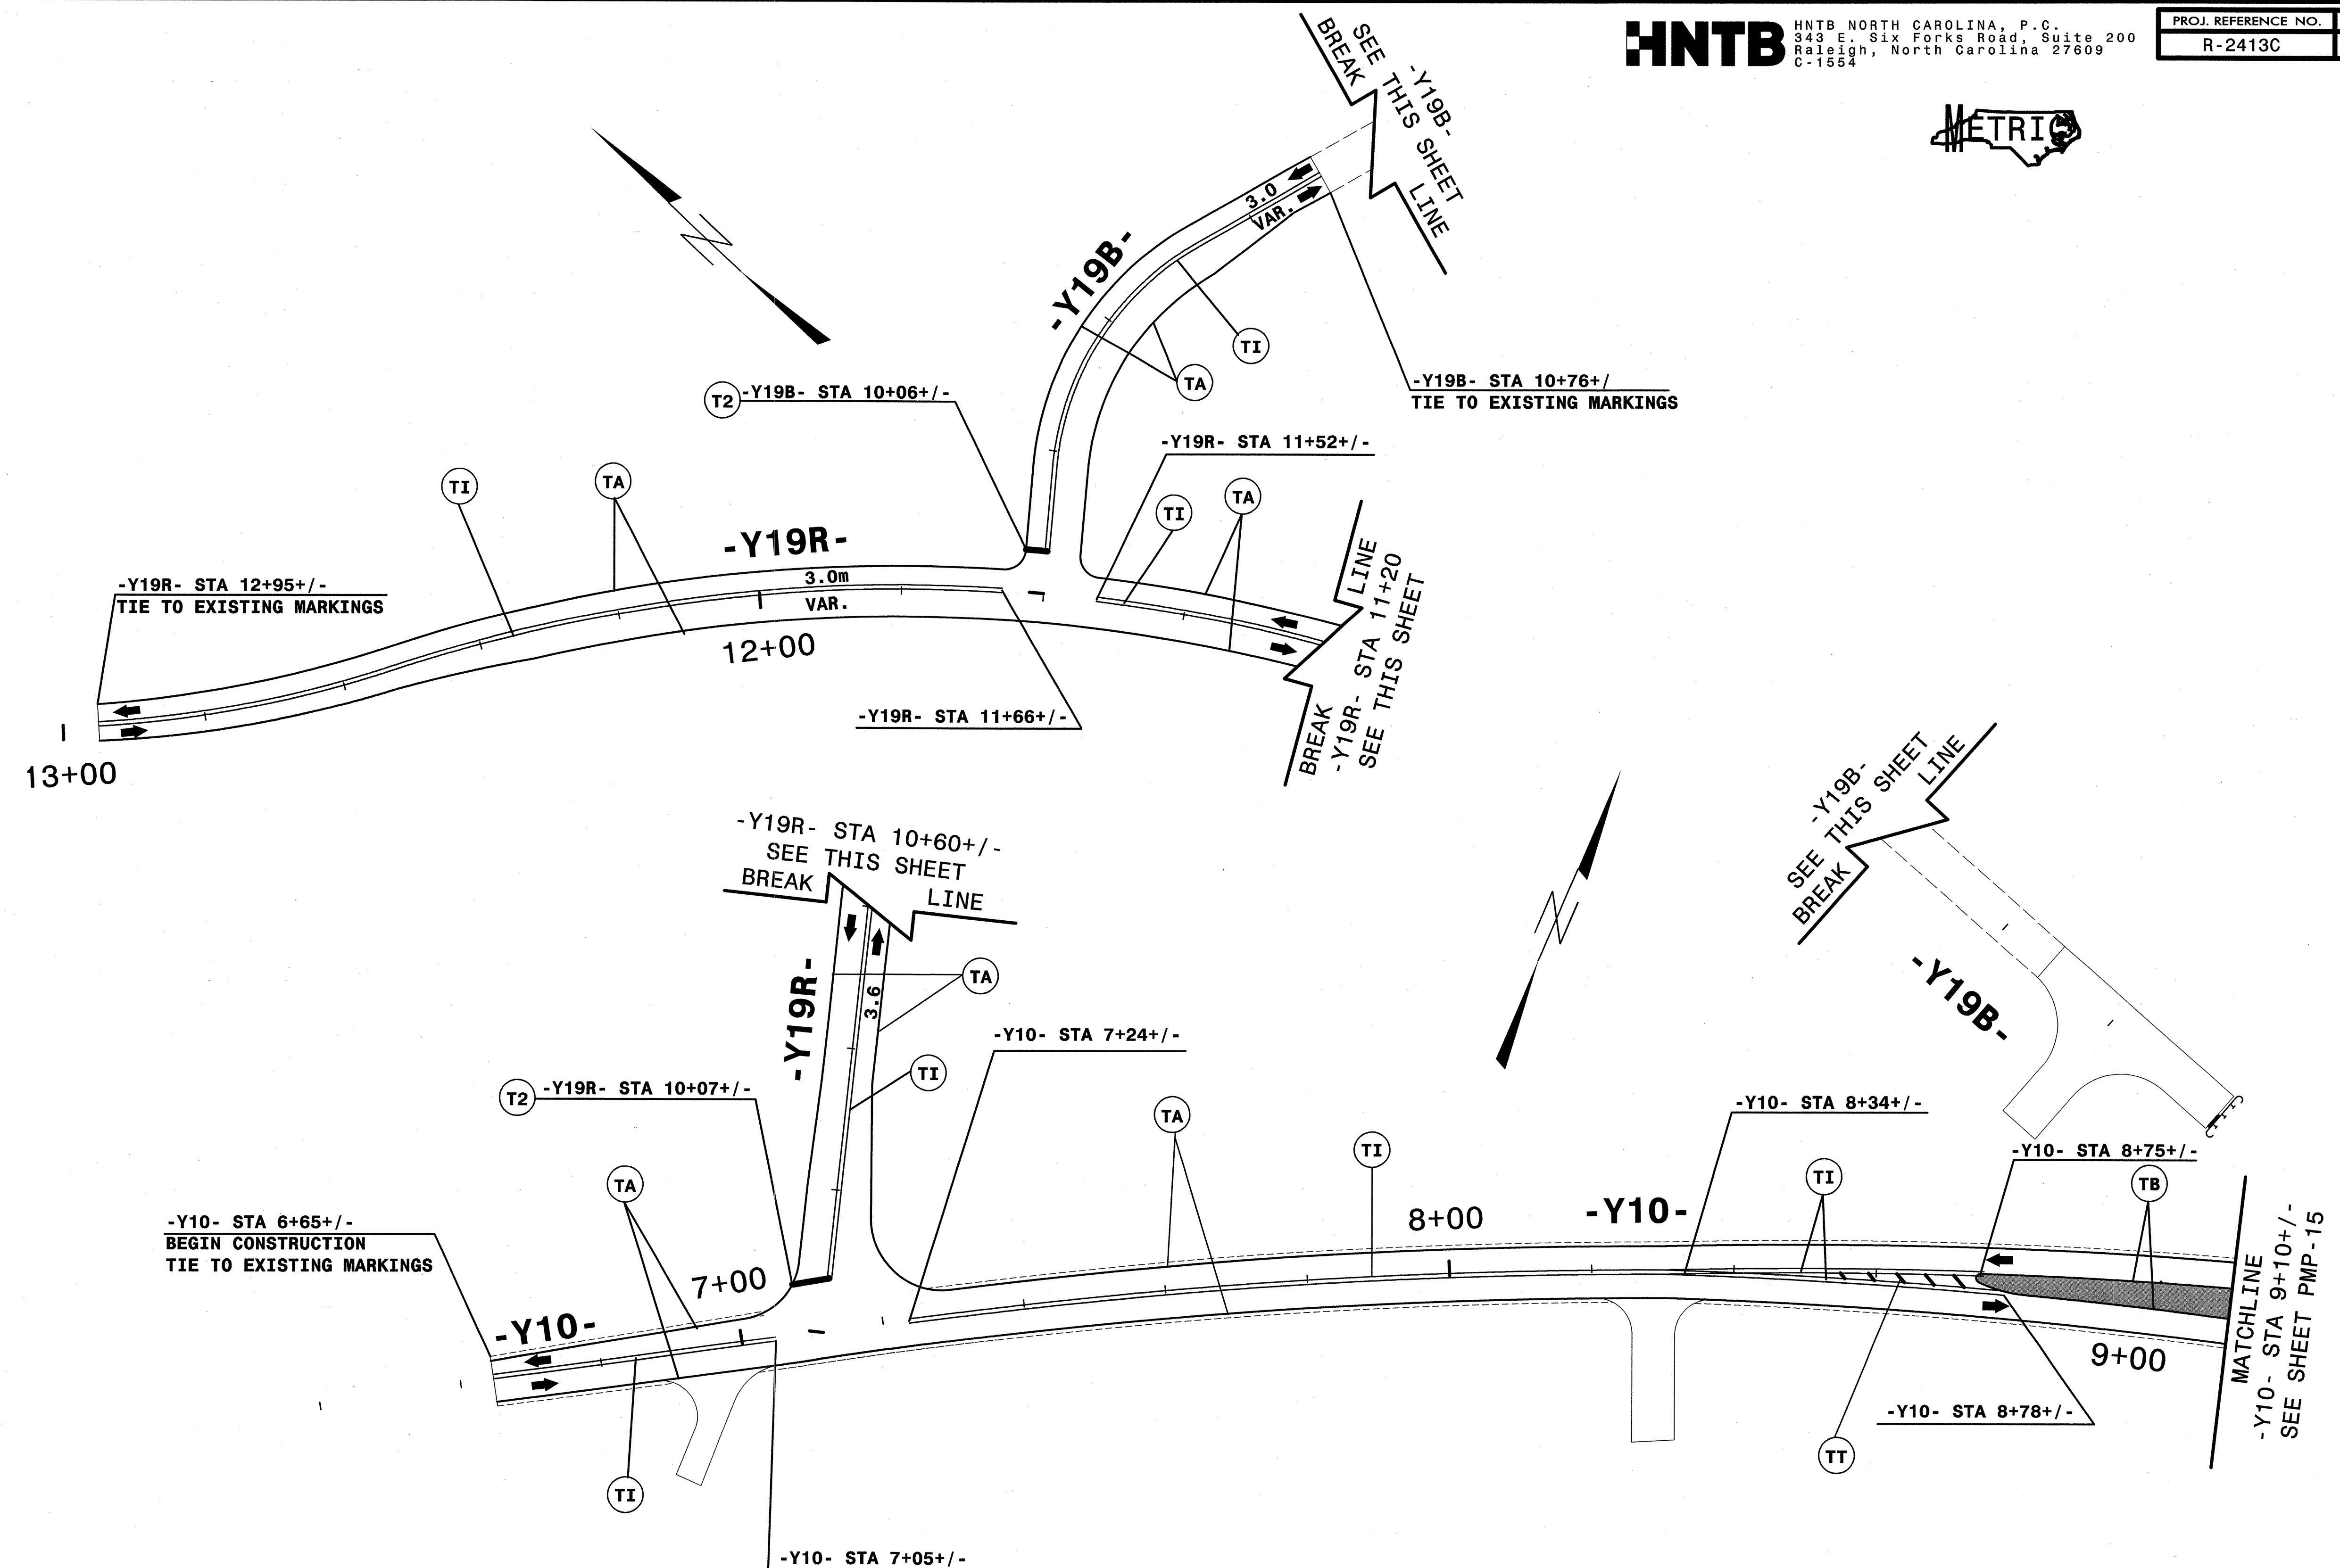 HNTB
HNTB NORTH CAROLINA, P.C.
343 E. Six Forks Road, Suite 200
Raleigh, North Carolina 27609
C-1554
PROJ. REFERENCE NO.
R-2413C
METRIC
-Y19B-
SEE THIS SHEET
BREAK
LINE
3.0
VAR.
-Y19B-
TI
TA
T2
-Y19B- STA 10+06+/-
-Y19B- STA 10+76+/
TIE TO EXISTING MARKINGS
-Y19R- STA 11+52+/-
TI
TA
TI
TA
-Y19R-
3.0m
VAR.
-Y19R- STA 12+95+/-
TIE TO EXISTING MARKINGS
12+00
13+00
-Y19R- STA 11+66+/-
BREAK LINE
-Y19R- STA 11+20
SEE THIS SHEET
-Y19R- STA 10+60+/-
SEE THIS SHEET
BREAK
LINE
-Y19B-
SEE THIS SHEET
BREAK
LINE
-Y19B-
-Y19R-
3.6
TA
TI
T2
-Y19R- STA 10+07+/-
-Y10- STA 7+24+/-
TA
TI
-Y10- STA 8+34+/-
-Y10- STA 8+75+/-
TI
TB
TA
-Y10- STA 6+65+/-
BEGIN CONSTRUCTION
TIE TO EXISTING MARKINGS
7+00
-Y10-
8+00
-Y10-
9+00
MATCHLINE
-Y10- STA 9+10+/-
SEE SHEET PMP-15
-Y10- STA 8+78+/-
TT
TI
-Y10- STA 7+05+/-